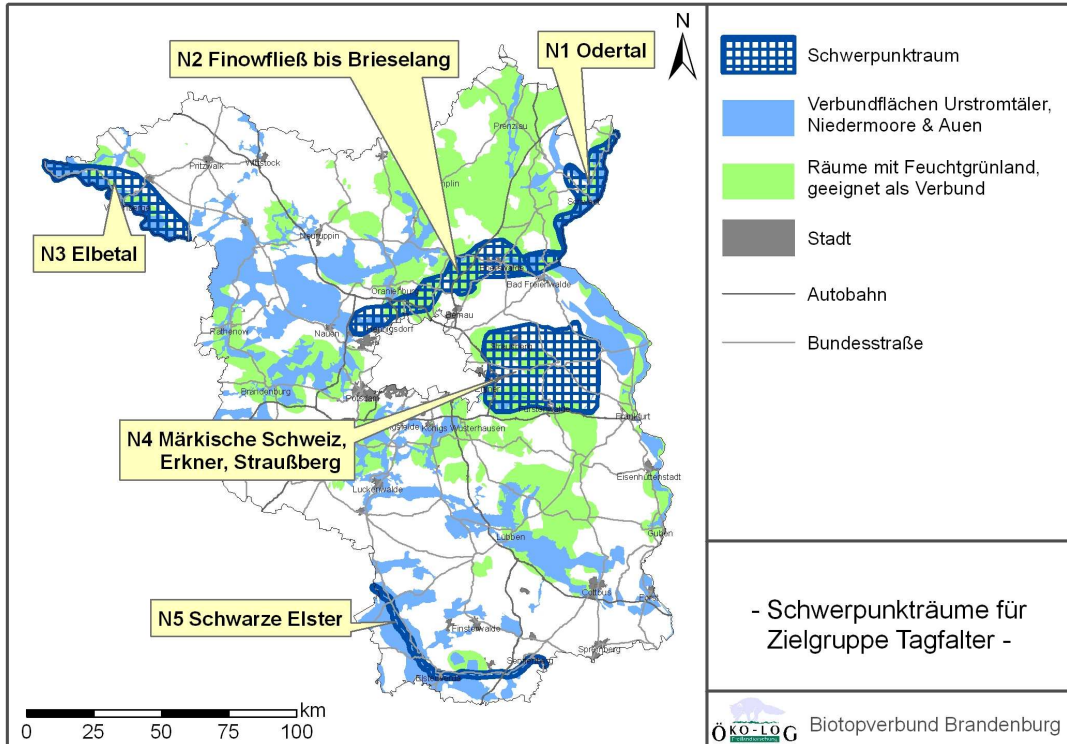 N
N2 Finowfließ bis Brieselang
N1 Odertal
N3 Elbetal
N4 Märkische Schweiz,
Erkner, Straußberg
N5 Schwarze Elster
Prenzlau
Pritzwalk
Wittstock
Neuruppin
Oranienburg
Bad Freienwalde
Bernau
Nauen
Rathenow
Brandenburg
Potsdam
Königs Wusterhausen
Frankfurt
Luckenwalde
Eisenhüttenstadt
Guben
Lübben
Cottbus
Forst
Finsterwalde
Senftenberg
Spremberg
km
0 25 50 75 100
Schwerpunktraum
Verbundflächen Urstromtäler,
Niedermoore & Auen
Räume mit Feuchtgrünland,
geeignet als Verbund
Stadt
Autobahn
Bundesstraße
- Schwerpunkträume für
Zielgruppe Tagfalter -
ÖKO-LOG
Biotopverbund Brandenburg